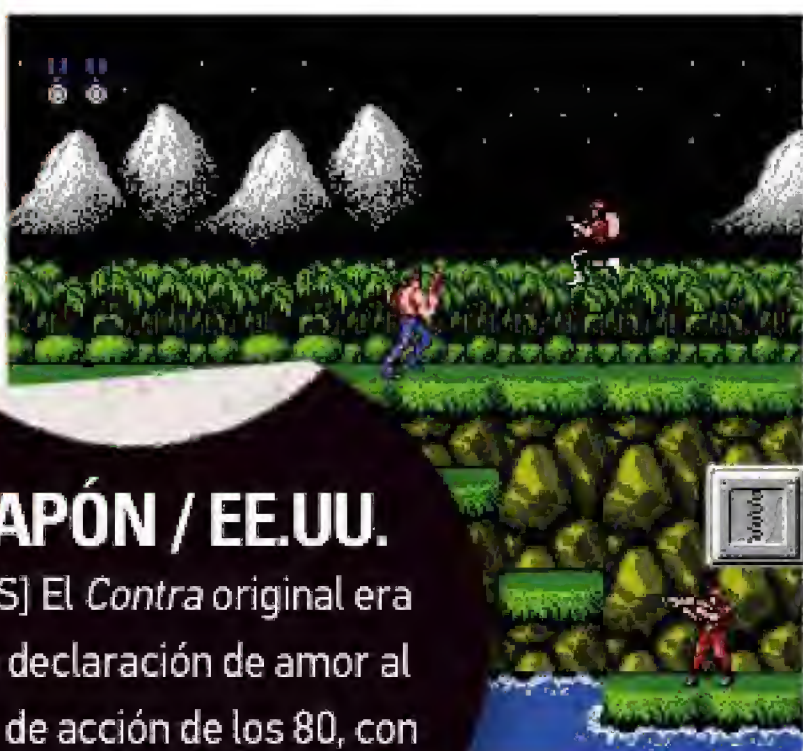 APÓN / EE.UU.
S] El Contra original era
declaración de amor al
de acción de los 80, con